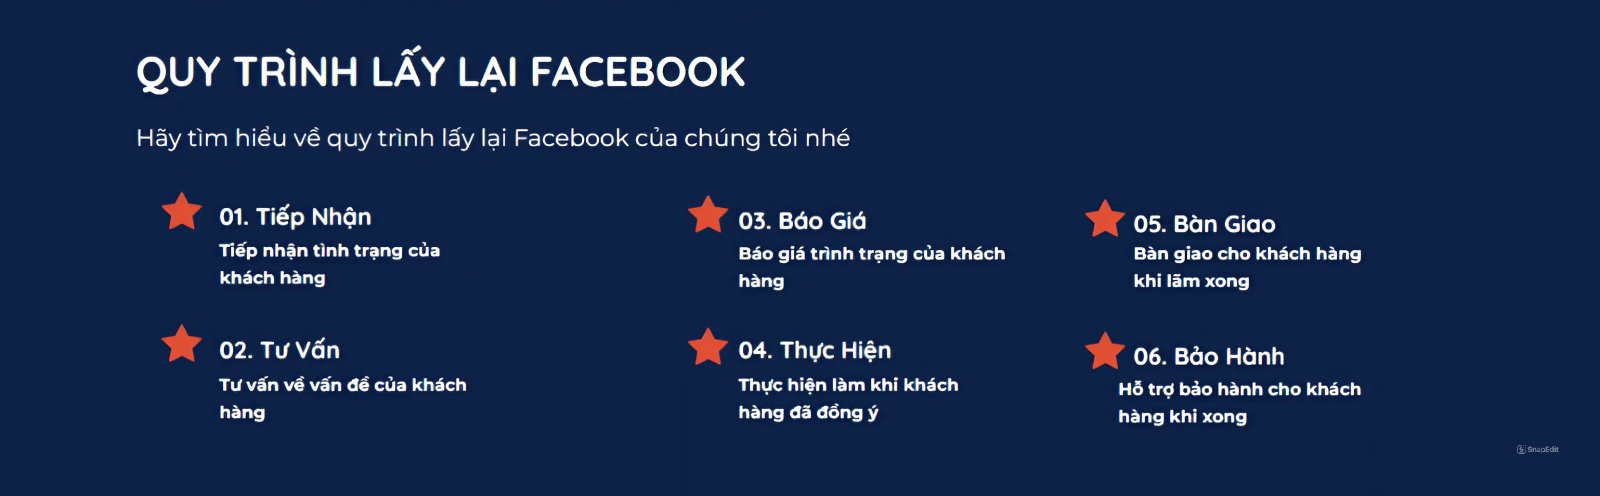 QUY TRÌNH LẤY LẠI FACEBOOK
Hãy tìm hiểu về quy trình lấy lại Facebook của chúng tôi nhé
01. Tiếp Nhận
Tiếp nhận tình trạng của
khách hàng
02. Tư Vấn
Tư vấn về vấn đề của khách
hàng
03. Báo Giá
Báo giá trình trạng của khách
hàng
04. Thực Hiện
Thực hiện làm khi khách
hàng đã đồng ý
05. Bàn Giao
Bàn giao cho khách hàng
khi lãm xong
06. Bảo Hành
Hỗ trợ bảo hành cho khách
hàng khi xong
SnapEdit